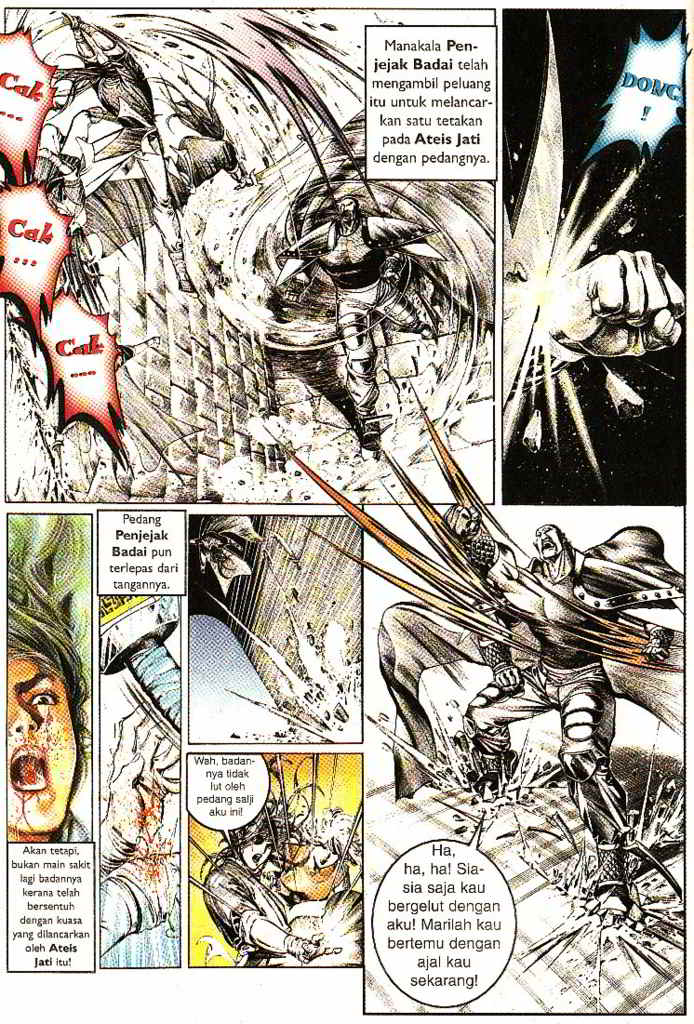 Cak
...
Cak
...
Cak
...
Manakala Pen-
jejak Badai telah
mengambil peluang
itu untuk melancar-
kan satu tetakan
pada Ateis Jati
dengan pedangnya.
DONG
!
Akan tetapi,
bukan main sakit
lagi badannya
kerana telah
bersentuh
dengan kuasa
yang dilancarkan
oleh Ateis
Jati itu!
Pedang
Penjejak
Badai pun
terlepas dari
tangannya.
Wah, badan-
nya tidak
lut oleh
pedang salji
aku ini!
Ha,
ha, ha! Sia-
sia saja kau
bergelut dengan
aku! Marilah kau
bertemu dengan
ajal kau
sekarang!